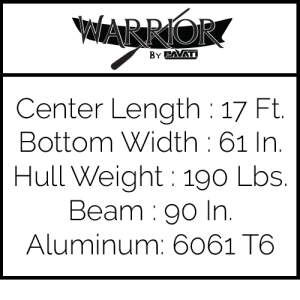 WARRIOR
BY PAVATI
Center Length : 17 Ft.
Bottom Width : 61 In.
Hull Weight : 190 Lbs.
Beam : 90 In.
Aluminum: 6061 T6